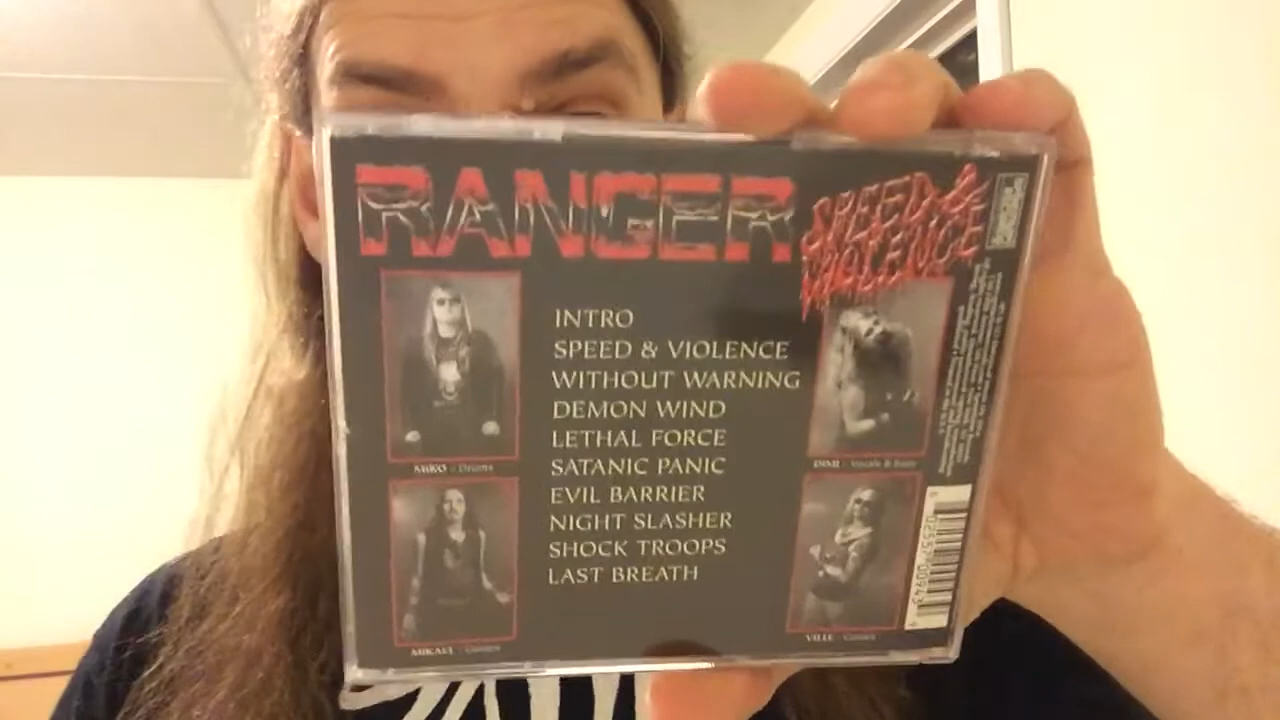 RANGER
SPEED &
VIOLENCE
INTRO
SPEED & VIOLENCE
WITHOUT WARNING
DEMON WIND
LETHAL FORCE
SATANIC PANIC
EVIL BARRIER
NIGHT SLASHER
SHOCK TROOPS
LAST BREATH
MIKO - Drums
DIMI - Vocals & Bass
MIKAEL - Guitars
VILLE - Guitars